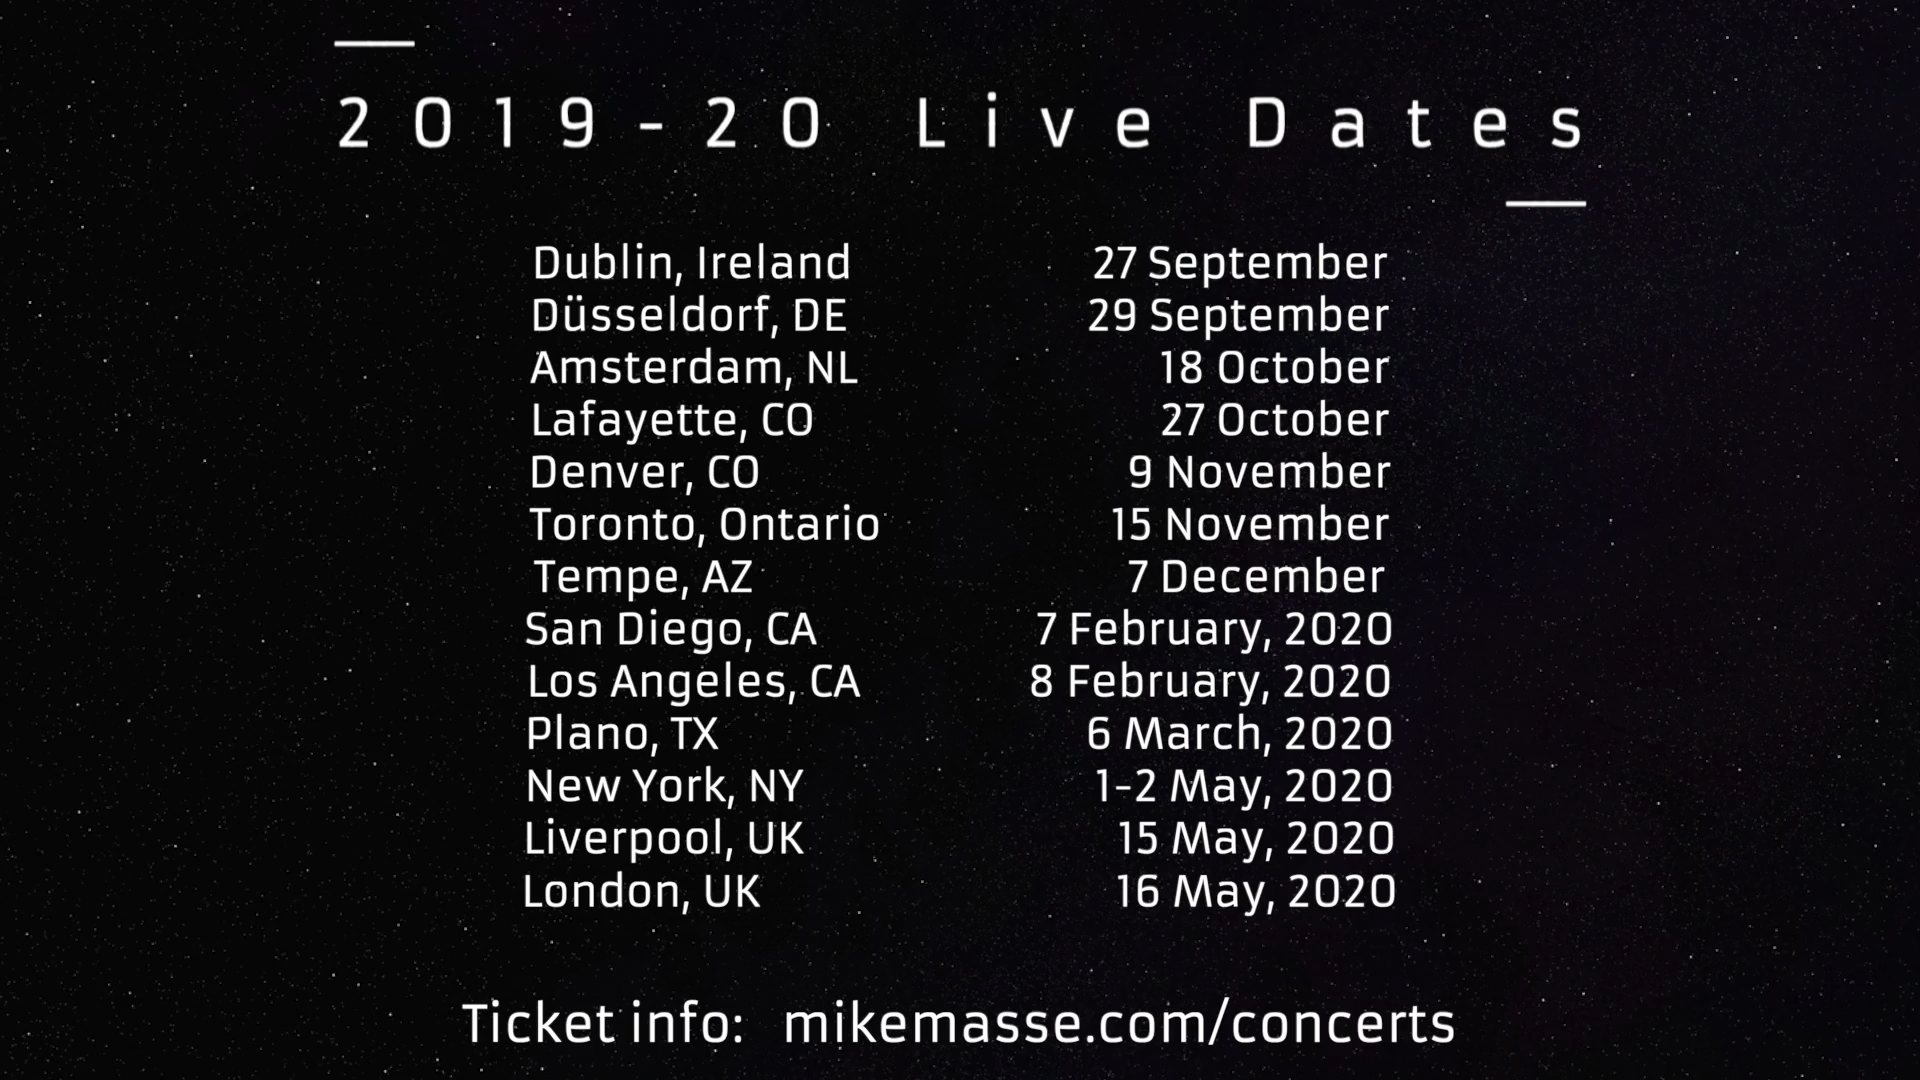 2019-20 Live Dates
Dublin, Ireland 27 September
Düsseldorf, DE 29 September
Amsterdam, NL 18 October
Lafayette, CO 27 October
Denver, CO 9 November
Toronto, Ontario 15 November
Tempe, AZ 7 December
San Diego, CA 7 February, 2020
Los Angeles, CA 8 February, 2020
Plano, TX 6 March, 2020
New York, NY 1-2 May, 2020
Liverpool, UK 15 May, 2020
London, UK 16 May, 2020
Ticket info: mikemasse.com/concerts